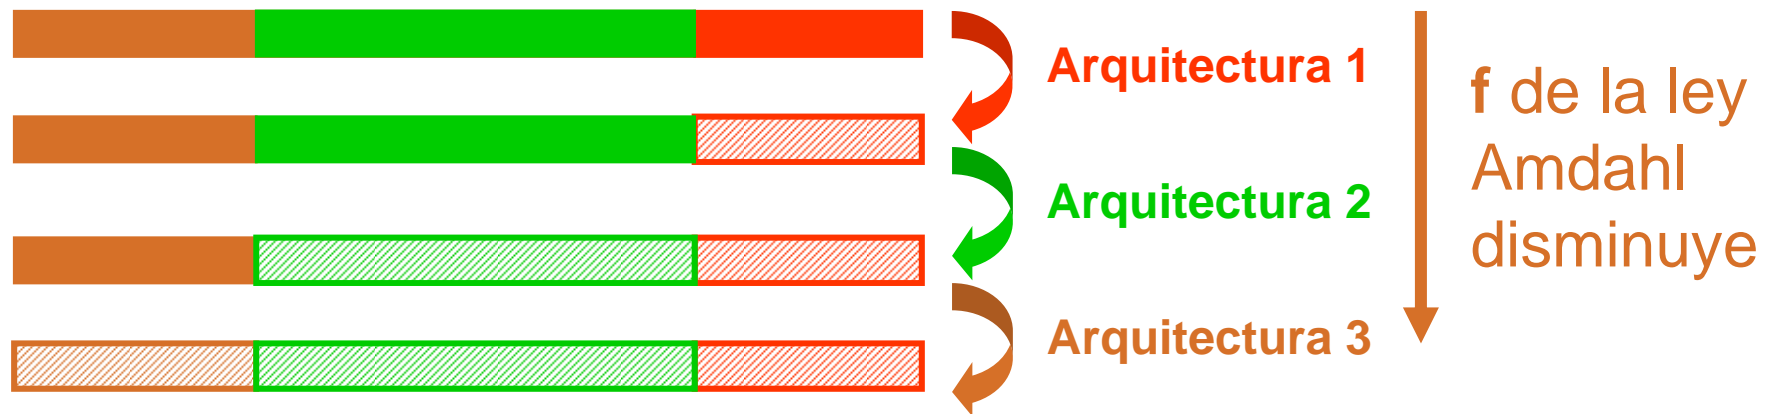 Arquitectura 1
Arquitectura 2
Arquitectura 3
f de la ley
Amdahl
disminuye